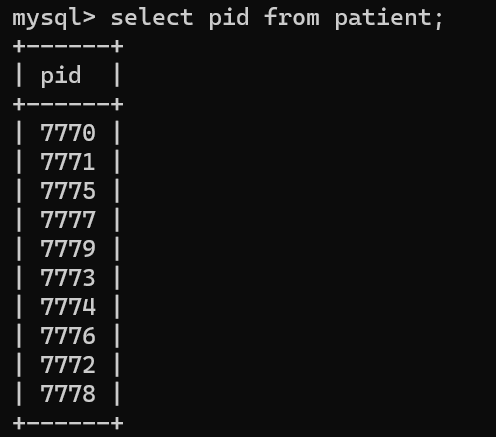 mysql> select pid from patient;
+------+
| pid  |
+------+
| 7770 |
| 7771 |
| 7775 |
| 7777 |
| 7779 |
| 7773 |
| 7774 |
| 7776 |
| 7772 |
| 7778 |
+------+